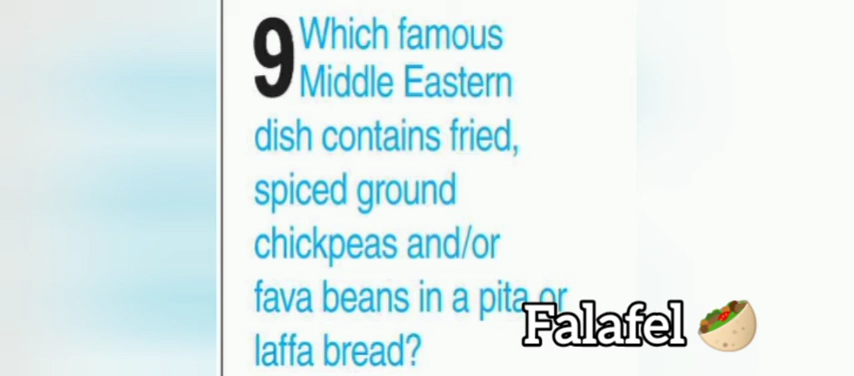 9 Which famous
Middle Eastern
dish contains fried,
spiced ground
chickpeas and/or
fava beans in a pita or
laffa bread?
Falafel 🥙